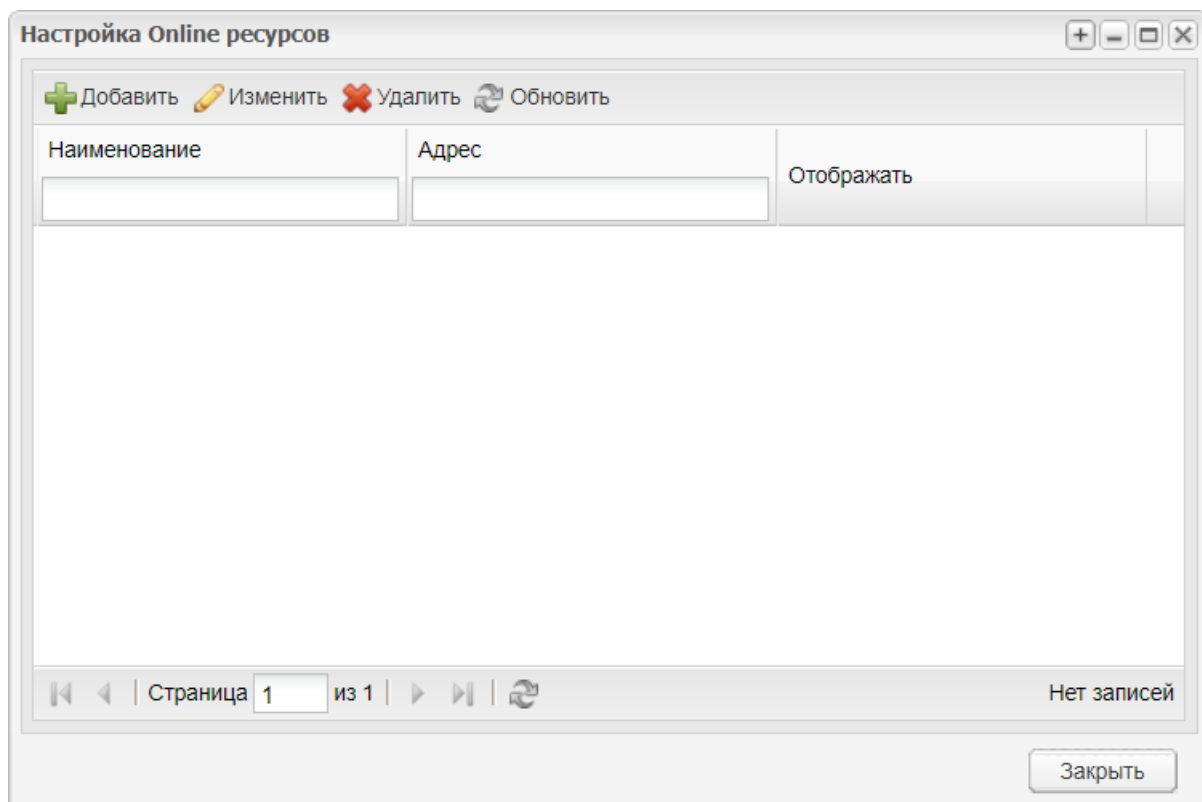 Настройка Online ресурсов
Добавить Изменить Удалить Обновить
Наименование Адрес Отображать
Страница 1 из 1 Нет записей
Закрыть